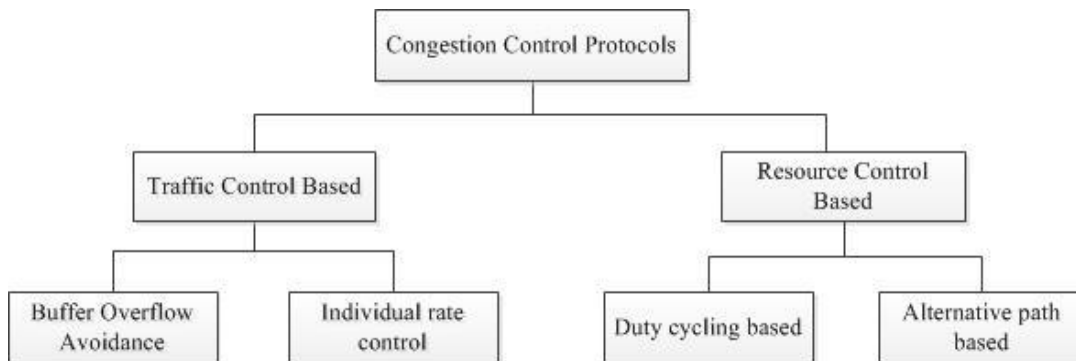 Congestion Control Protocols
Traffic Control Based
Resource Control
Based
Buffer Overflow
Avoidance
Individual rate
control
Duty cycling based
Alternative path
based